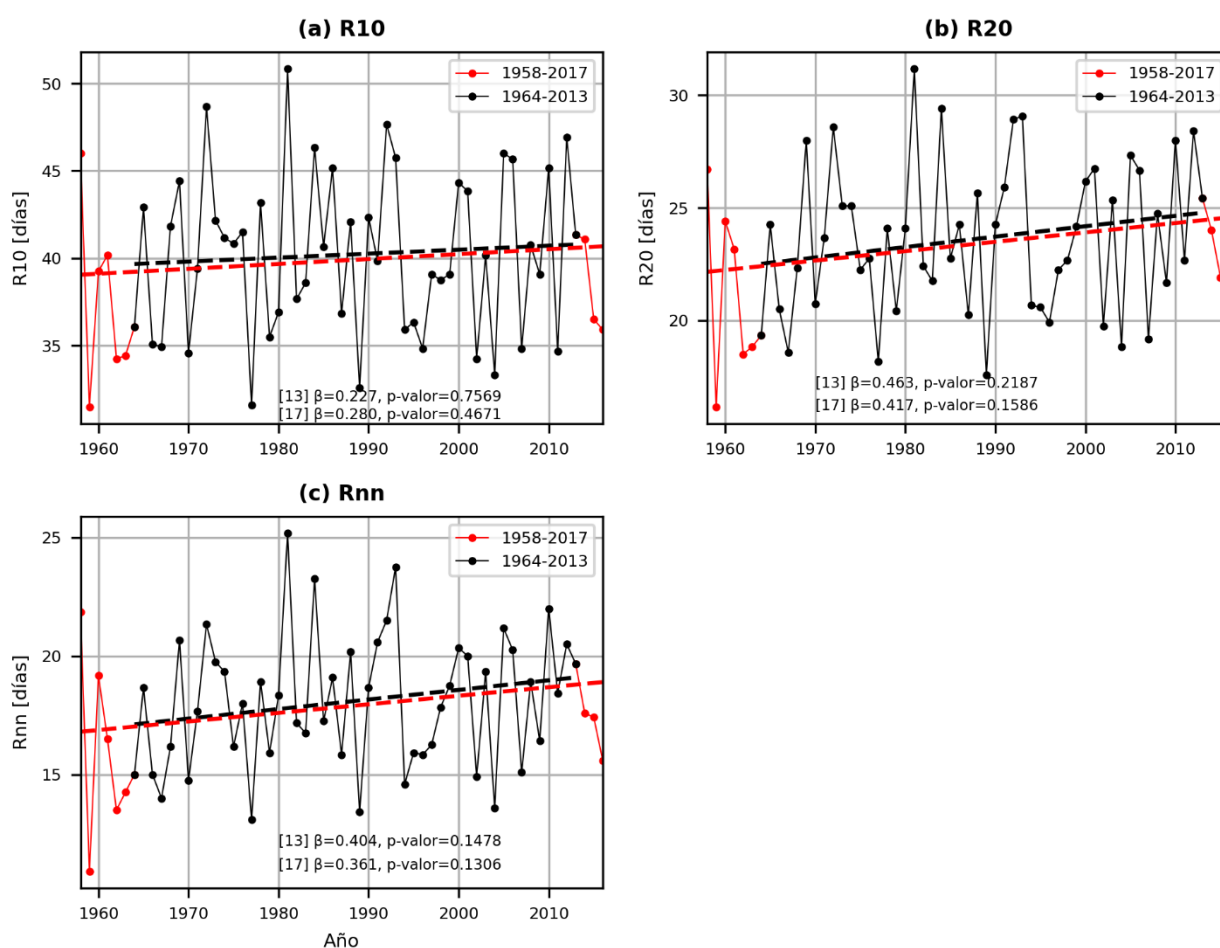 (a) R10
50
45
40
35
R10 [días]
1958-2017
1964-2013
[13] β=0.227, p-valor=0.7569
[17] β=0.280, p-valor=0.4671
1960 1970 1980 1990 2000 2010
(b) R20
30
25
20
R20 [días]
1958-2017
1964-2013
[13] β=0.463, p-valor=0.2187
[17] β=0.417, p-valor=0.1586
1960 1970 1980 1990 2000 2010
(c) Rnn
25
20
15
Rnn [días]
1958-2017
1964-2013
[13] β=0.404, p-valor=0.1478
[17] β=0.361, p-valor=0.1306
1960 1970 1980 1990 2000 2010
Año